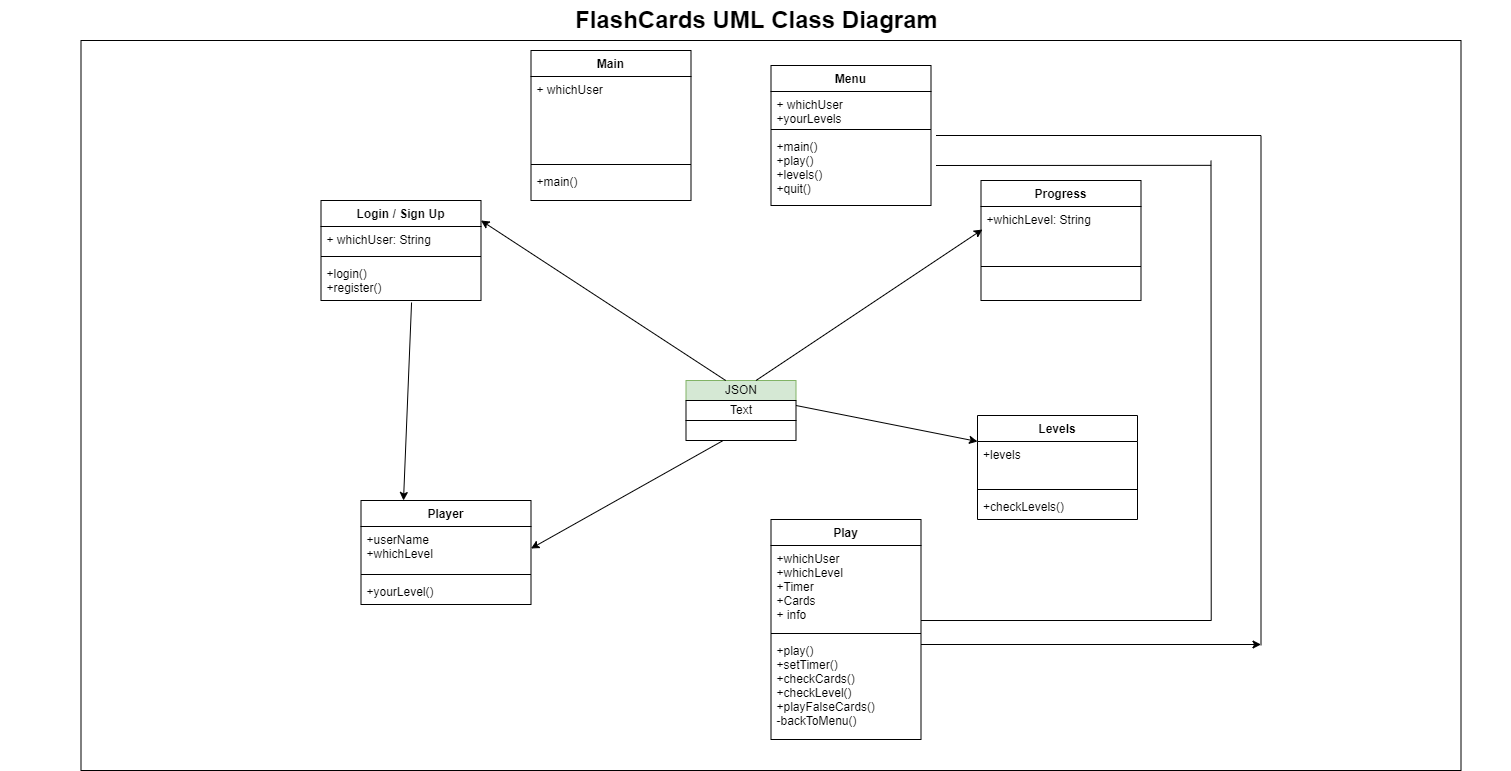 FlashCards UML Class Diagram
Main
+ whichUser
+main()
Menu
+ whichUser
+yourLevels
+main()
+play()
+levels()
+quit()
Progress
+whichLevel: String
Login / Sign Up
+ whichUser: String
+login()
+register()
JSON
Text
Levels
+levels
+checkLevels()
Player
+userName
+whichLevel
+yourLevel()
Play
+whichUser
+whichLevel
+Timer
+Cards
+ info
+play()
+setTimer()
+checkCards()
+checkLevel()
+playFalseCards()
-backToMenu()